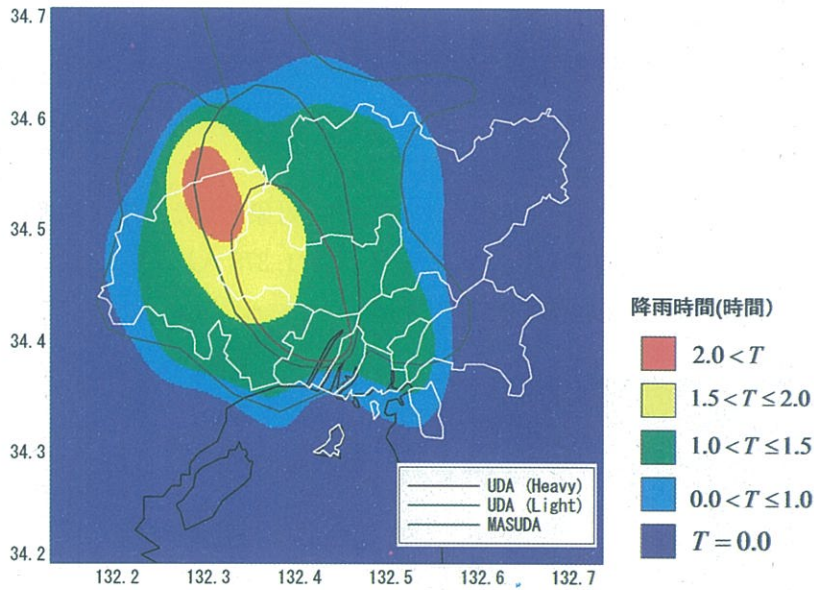 34.7
34.6
34.5
34.4
34.3
34.2
132.2 132.3 132.4 132.5 132.6 132.7
UDA (Heavy)
UDA (Light)
MASUDA
降雨時間(時間)
2.0 < T
1.5 < T ≤ 2.0
1.0 < T ≤ 1.5
0.0 < T ≤ 1.0
T = 0.0